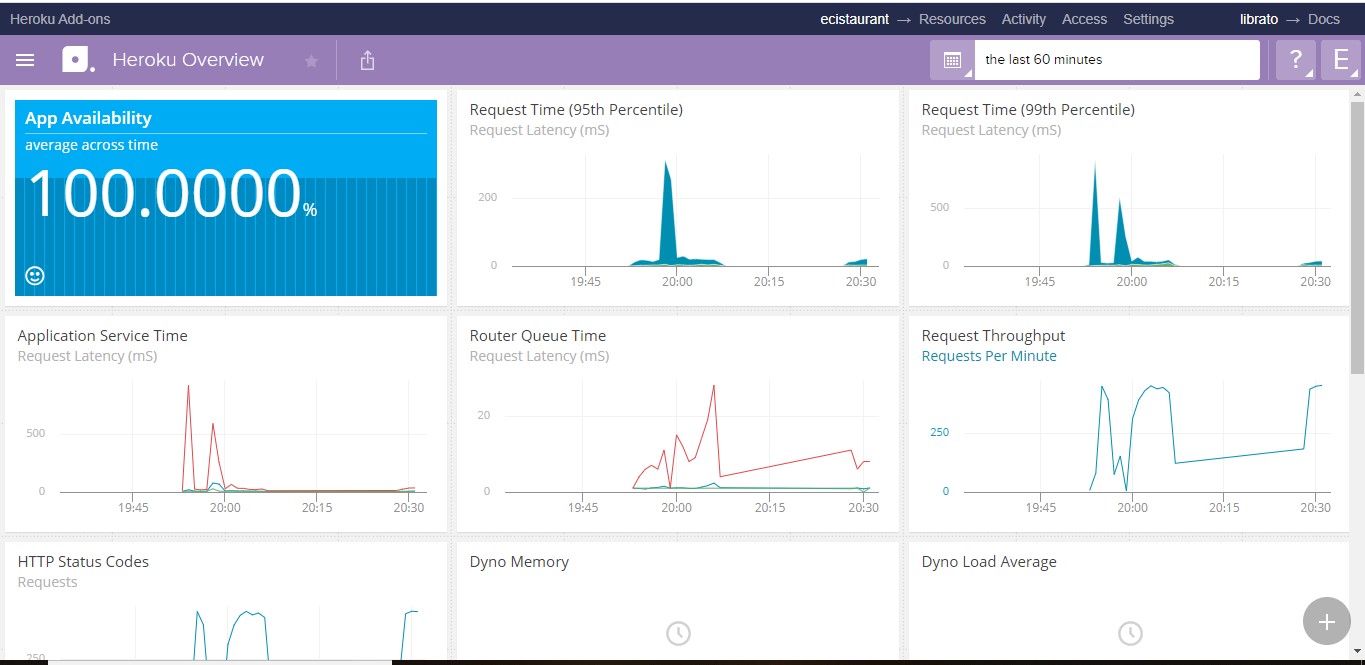 Heroku Add-ons
ecistaurant → Resources Activity Access Settings
librato → Docs
Heroku Overview
the last 60 minutes
?
E
App Availability
average across time
100.0000%
Request Time (95th Percentile)
Request Latency (mS)
200
0
19:45 20:00 20:15 20:30
Request Time (99th Percentile)
Request Latency (mS)
500
0
19:45 20:00 20:15 20:30
Application Service Time
Request Latency (mS)
500
0
19:45 20:00 20:15 20:30
Router Queue Time
Request Latency (mS)
20
0
19:45 20:00 20:15 20:30
Request Throughput
Requests Per Minute
250
0
19:45 20:00 20:15 20:30
HTTP Status Codes
Requests
250
Dyno Memory
Dyno Load Average
+